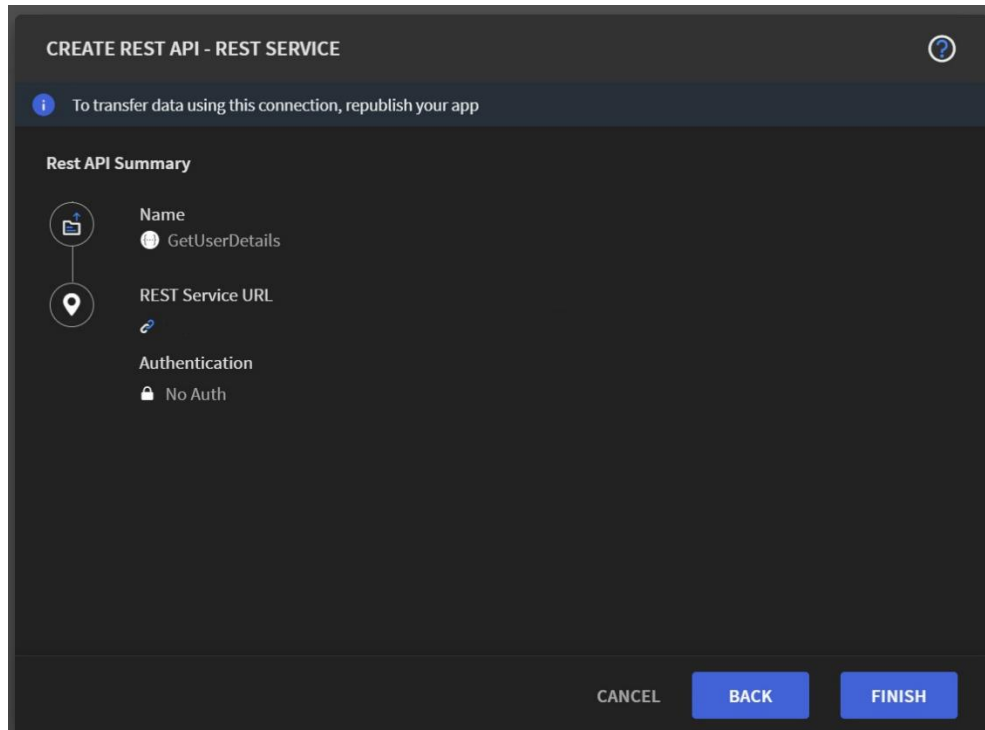 CREATE REST API - REST SERVICE
To transfer data using this connection, republish your app
Rest API Summary
Name
GetUserDetails
REST Service URL
Authentication
No Auth
CANCEL
BACK
FINISH